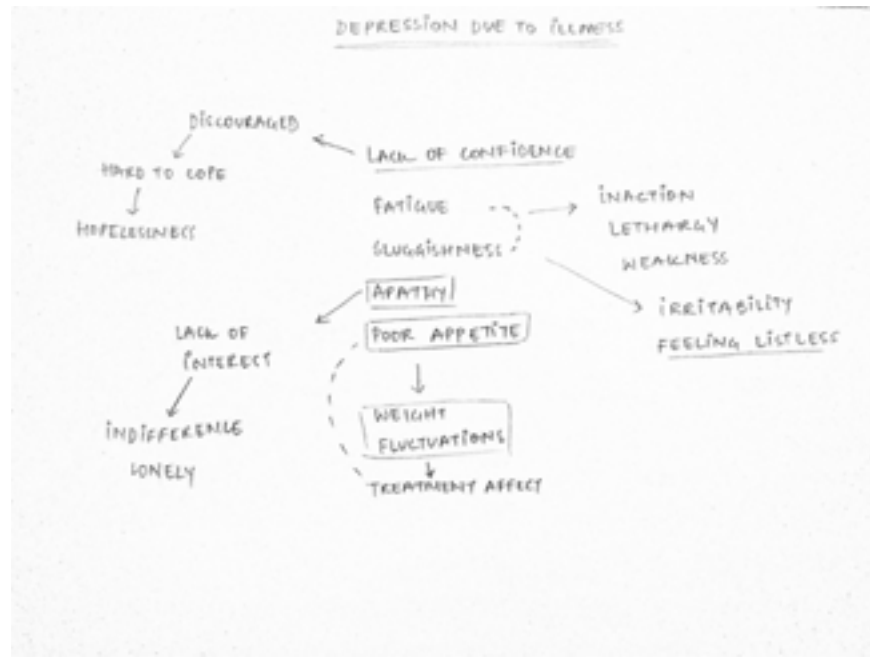 DEPRESSION DUE TO ILLNESS
DISCOURAGED
LACK OF CONFIDENCE
HARD TO COPE
HOPELESSNESS
FATIGUE
SLUGGISHNESS
INACTION
LETHARGY
WEAKNESS
APATHY
IRRITABILITY
FEELING LISTLESS
POOR APPETITE
LACK OF
INTEREST
INDIFFERENCE
LONELY
WEIGHT
FLUCTUATIONS
TREATMENT AFFECT